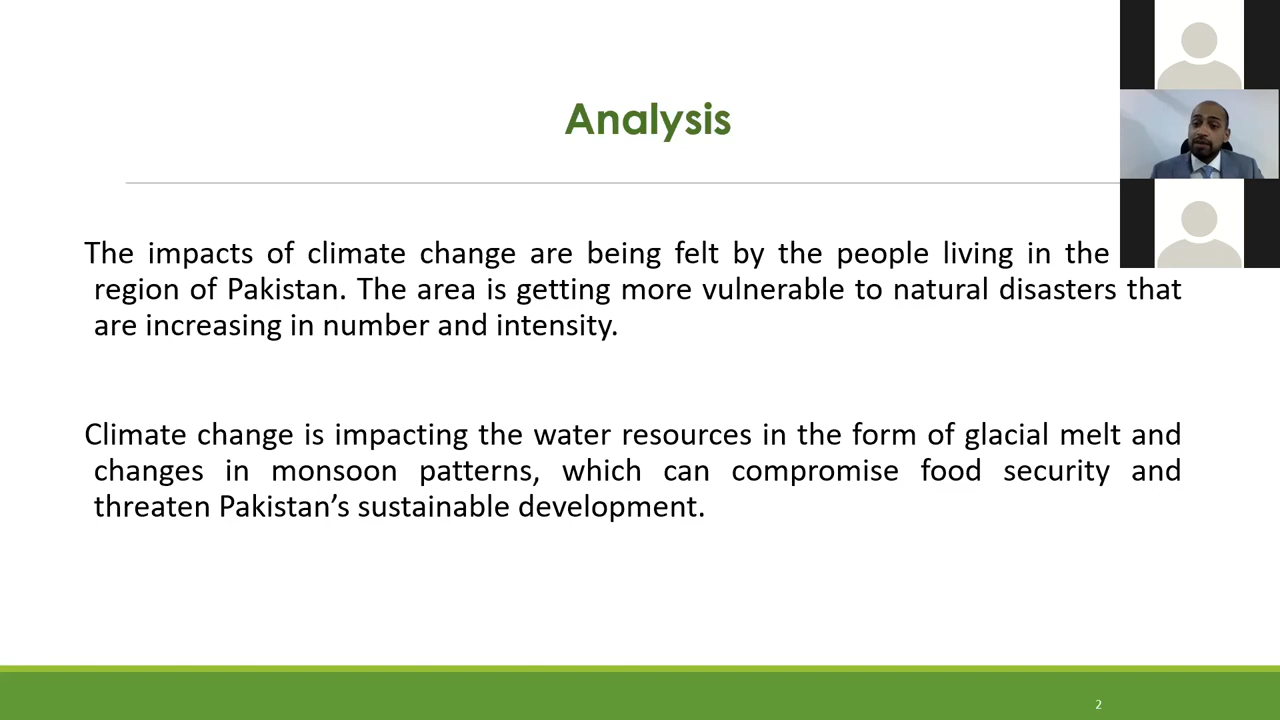 Analysis
The impacts of climate change are being felt by the people living in the
region of Pakistan. The area is getting more vulnerable to natural disasters that
are increasing in number and intensity.
Climate change is impacting the water resources in the form of glacial melt and
changes in monsoon patterns, which can compromise food security and
threaten Pakistan’s sustainable development.
2